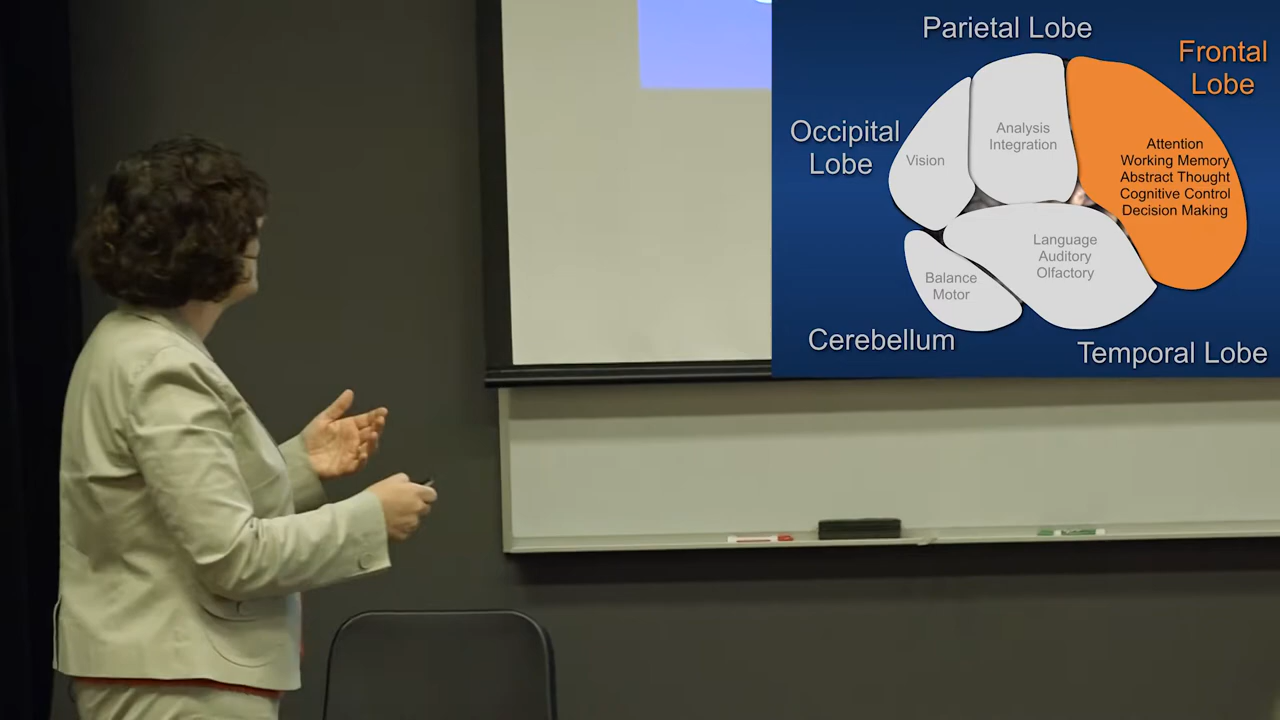 Parietal Lobe
Frontal
Lobe
Occipital
Lobe
Vision
Analysis
Integration
Attention
Working Memory
Abstract Thought
Cognitive Control
Decision Making
Language
Auditory
Olfactory
Balance
Motor
Cerebellum
Temporal Lobe